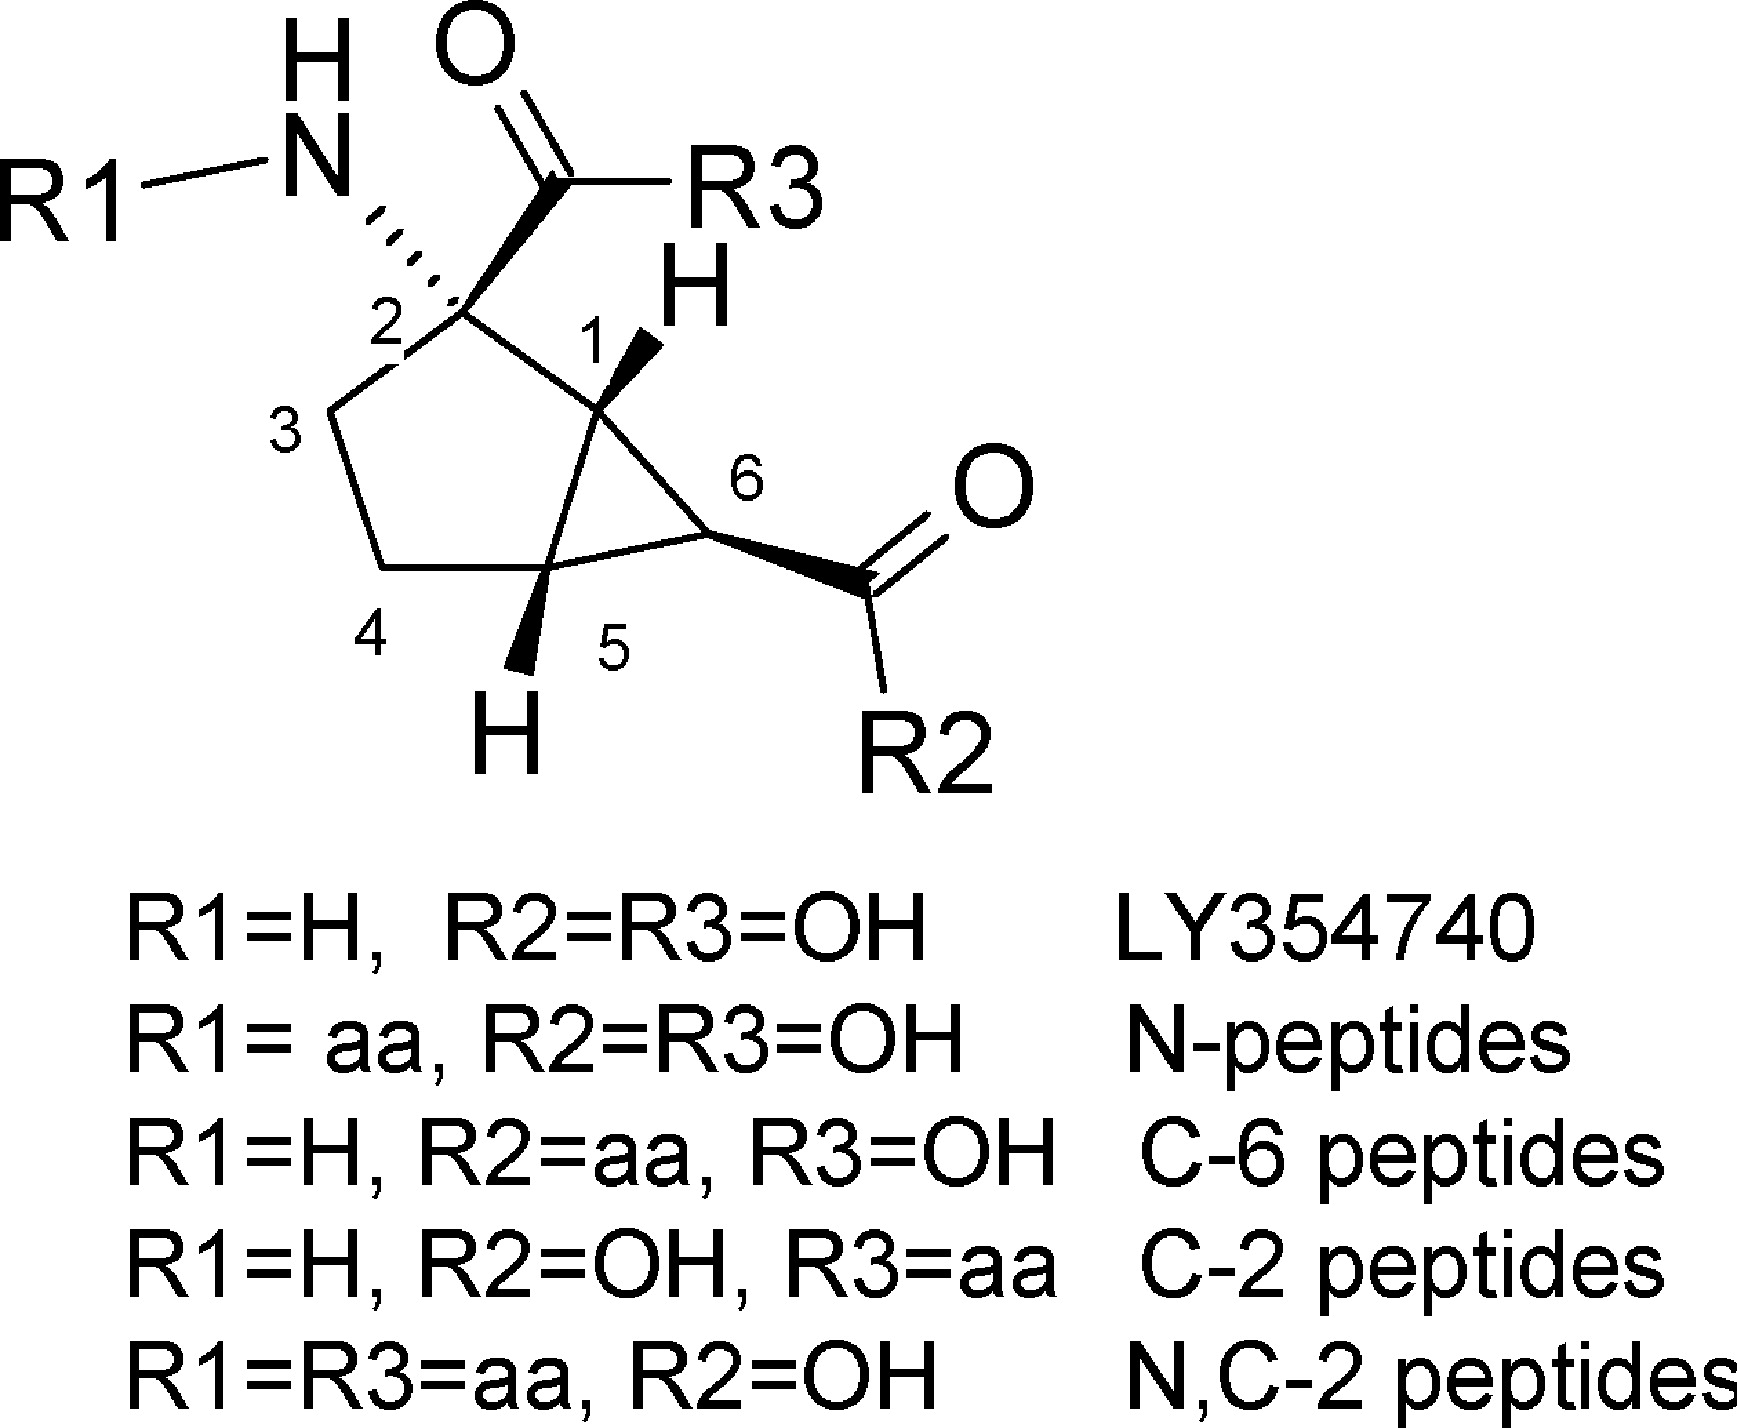 H
O
N
R1
R3
H
2
1
3
6
O
4
5
H
R2
R1=H, R2=R3=OH LY354740
R1= aa, R2=R3=OH N-peptides
R1=H, R2=aa, R3=OH C-6 peptides
R1=H, R2=OH, R3=aa C-2 peptides
R1=R3=aa, R2=OH N,C-2 peptides